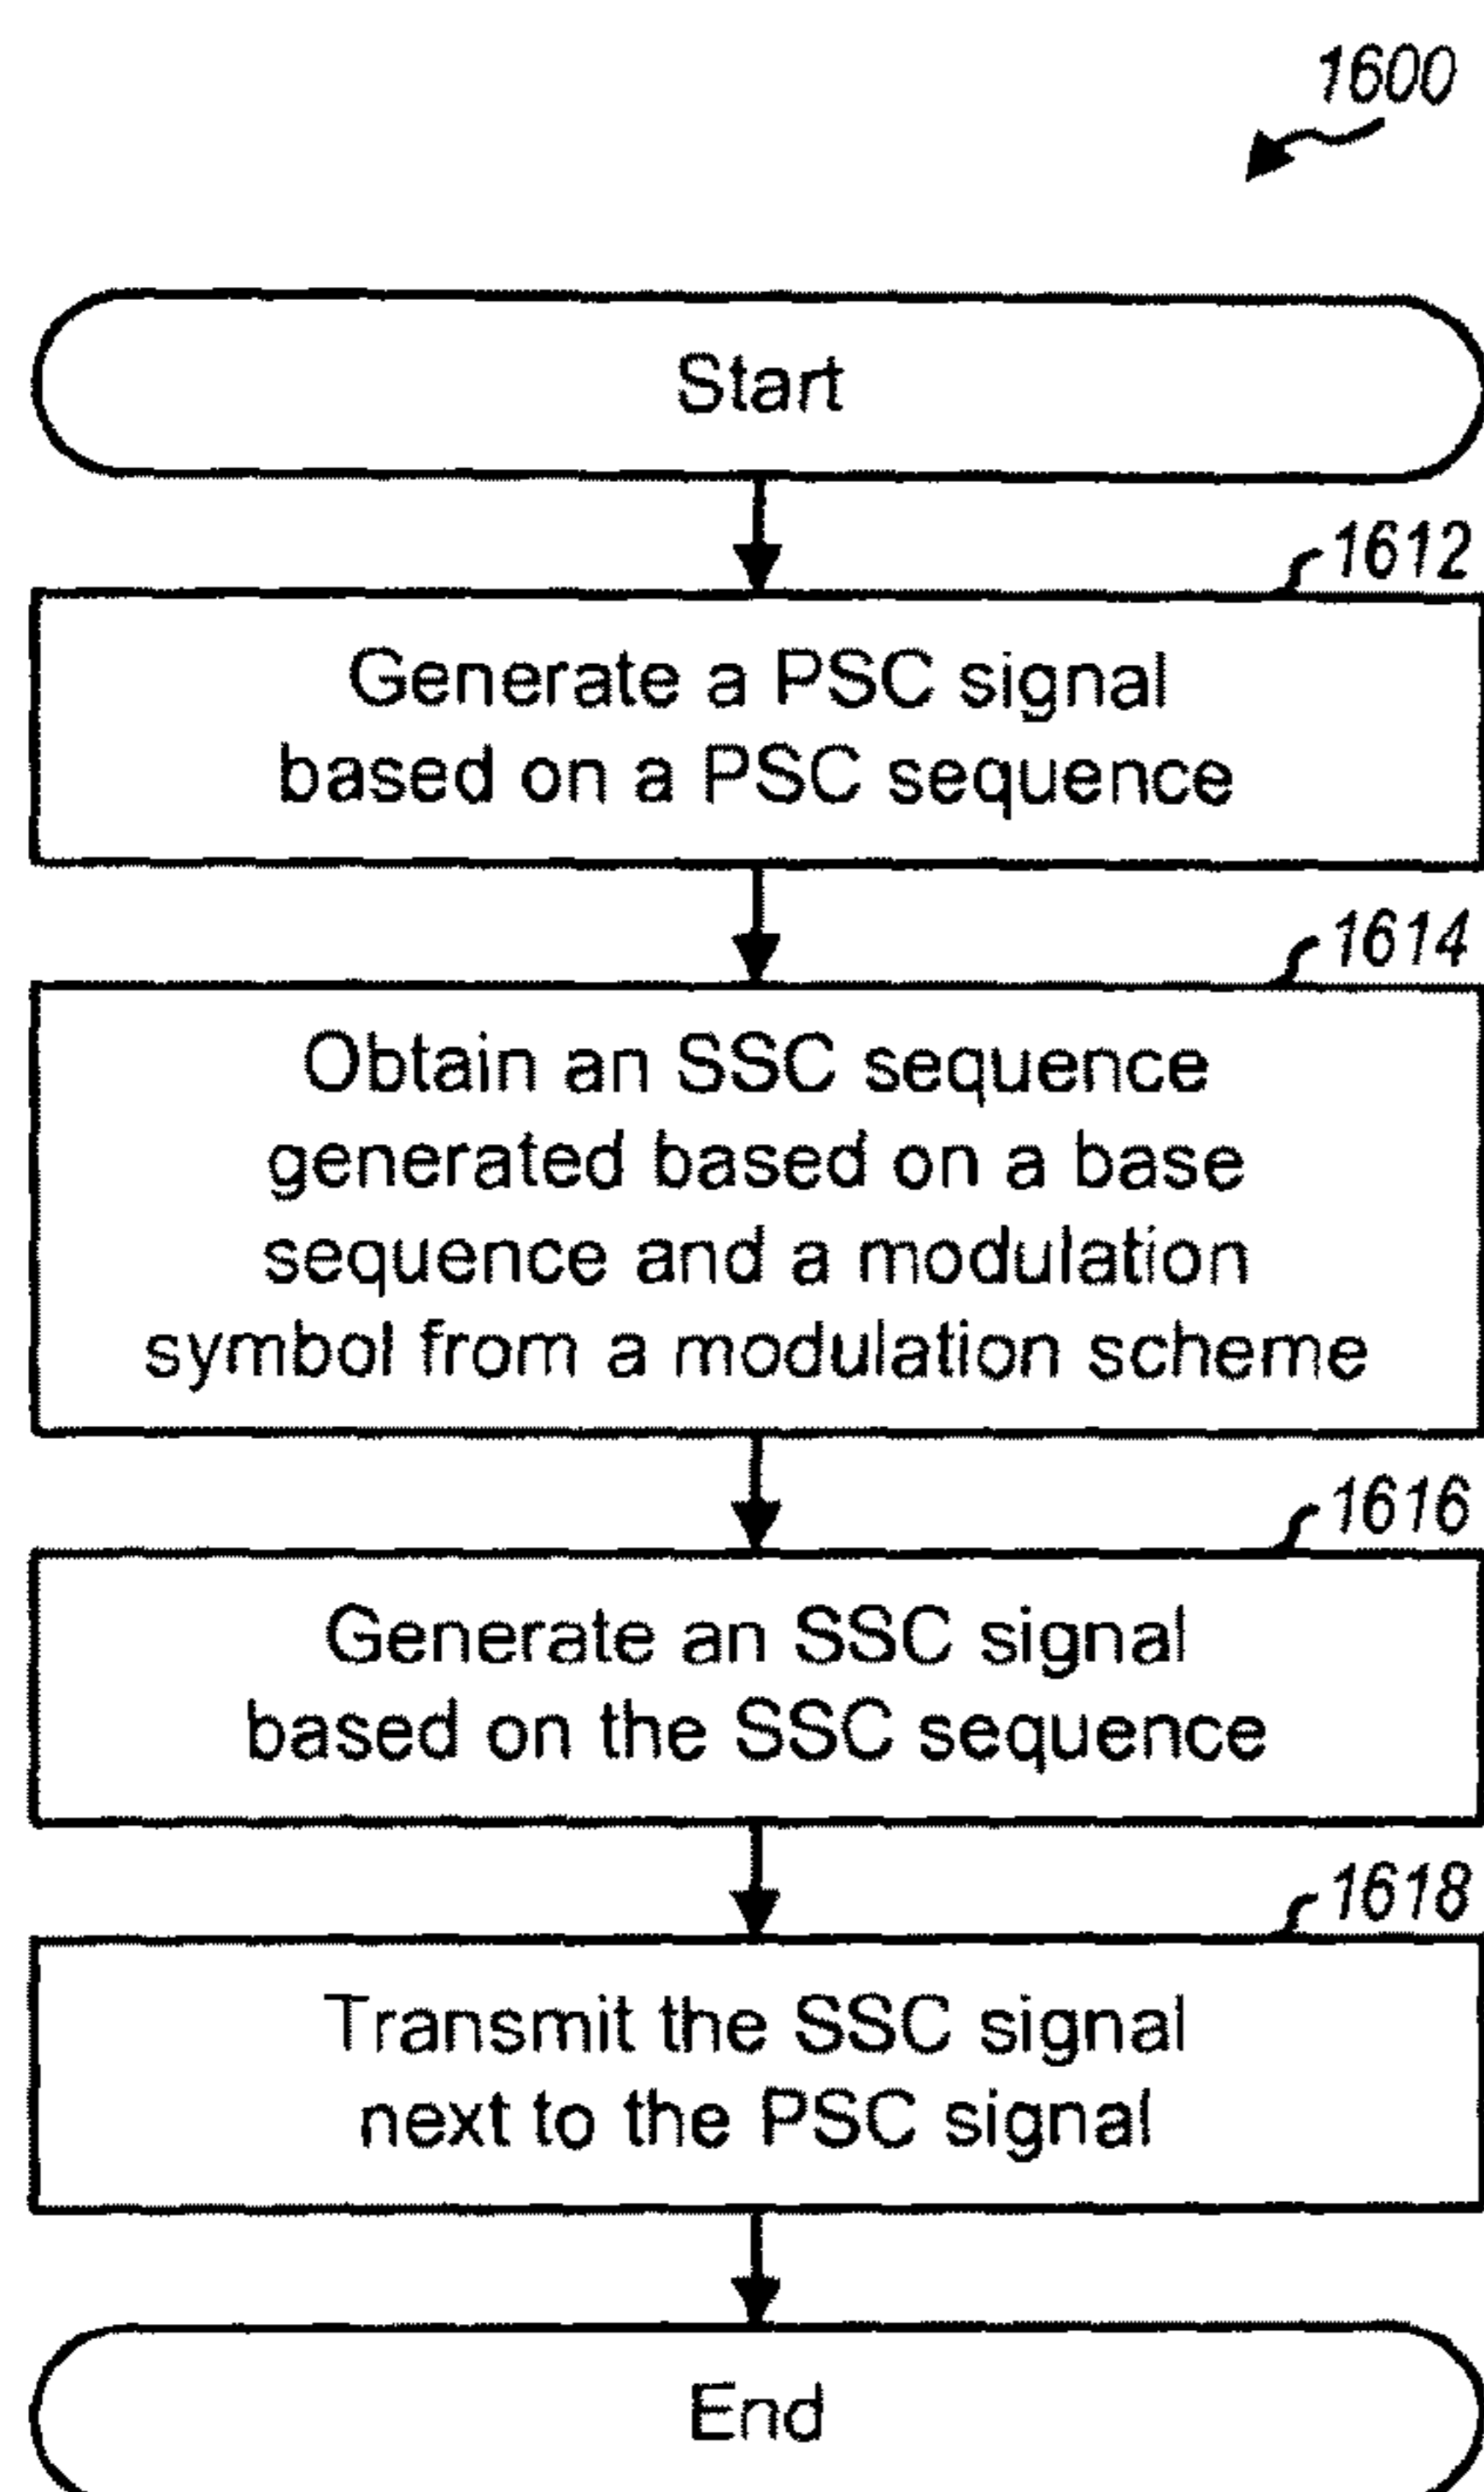 1600
Start
1612
Generate a PSC signal
based on a PSC sequence
1614
Obtain an SSC sequence
generated based on a base
sequence and a modulation
symbol from a modulation scheme
1616
Generate an SSC signal
based on the SSC sequence
1618
Transmit the SSC signal
next to the PSC signal
End